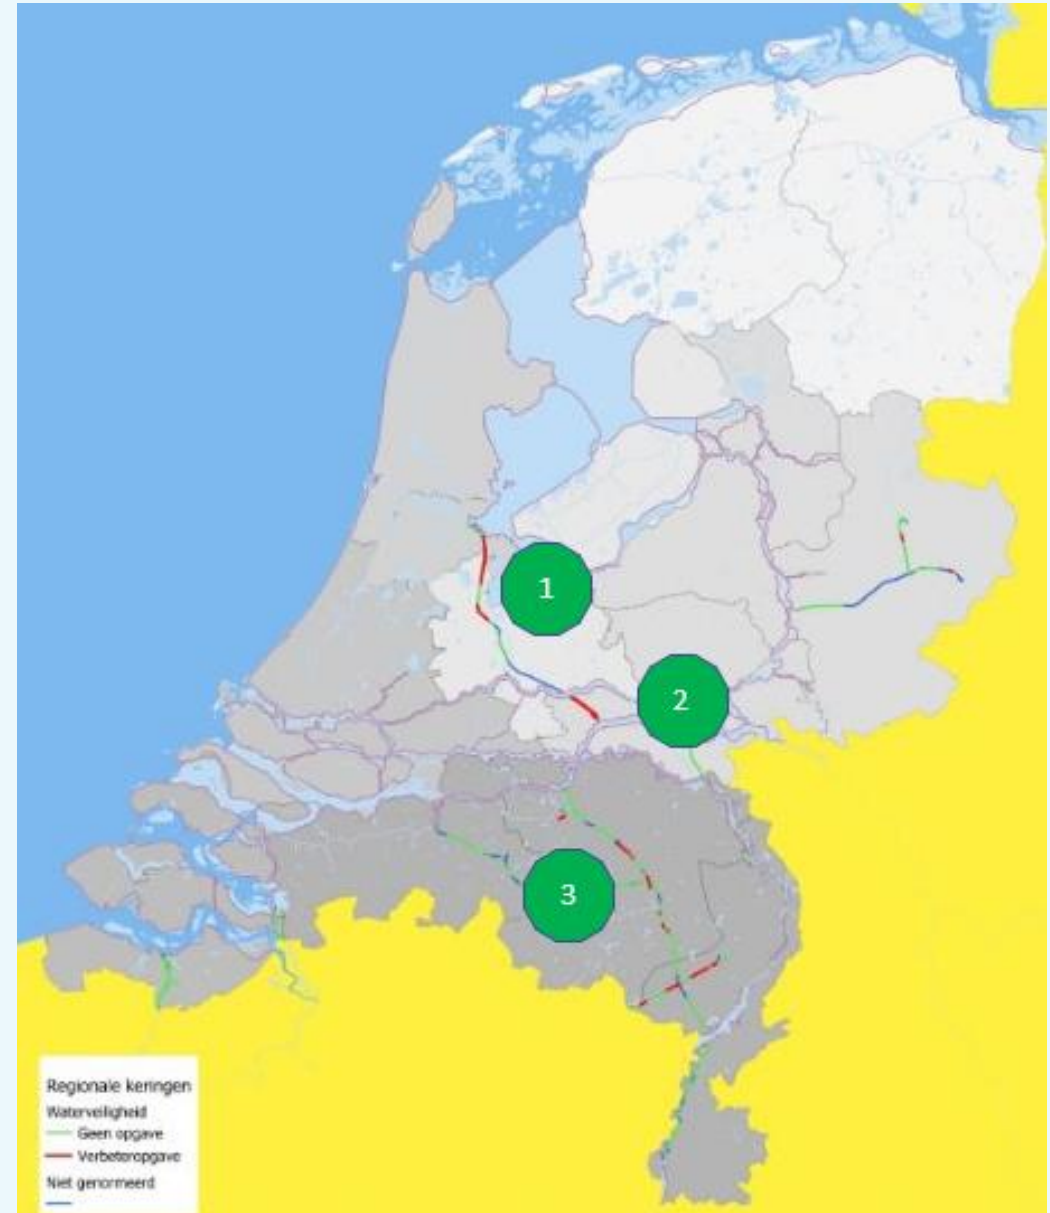 1
2
3
Regionale keringen
Waterveiligheid
Geen opgave
Verbeteropgave
Niet genormeerd